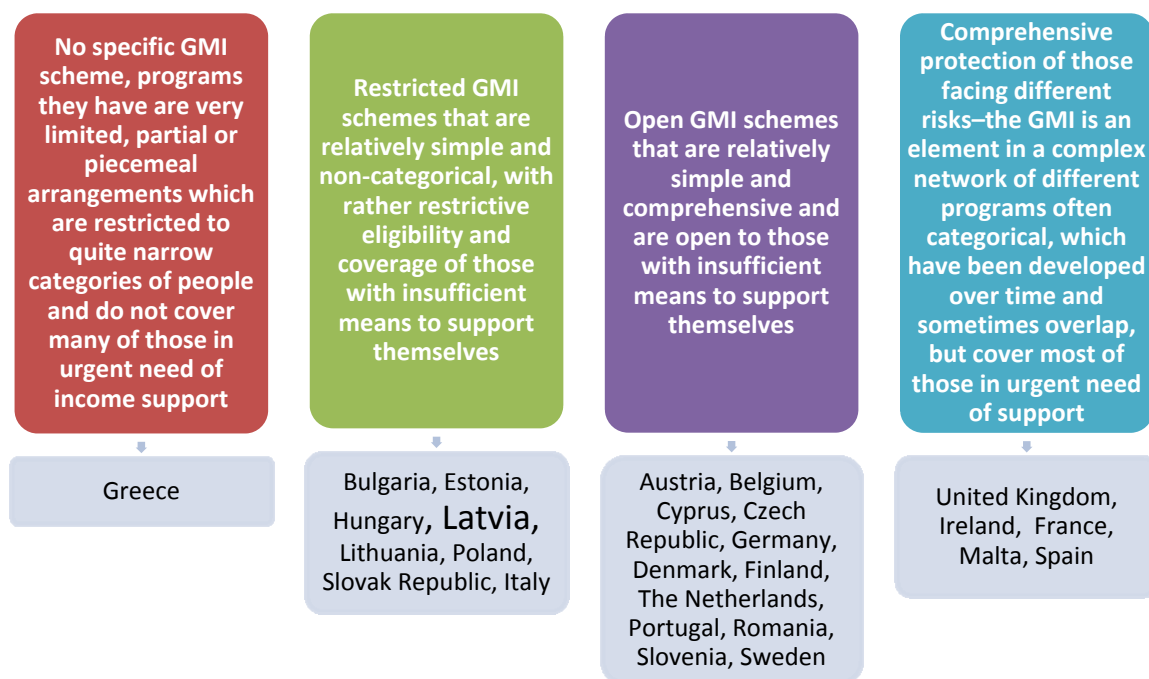 No specific GMI
scheme, programs
they have are very
limited, partial or
piecemeal
arrangements which
are restricted to
quite narrow
categories of people
and do not cover
many of those in
urgent need of
income support
Greece
Restricted GMI
schemes that are
relatively simple and
non-categorical, with
rather restrictive
eligibility and
coverage of those
with insufficient
means to support
themselves
Bulgaria, Estonia,
Hungary, Latvia,
Lithuania, Poland,
Slovak Republic, Italy
Open GMI schemes
that are relatively
simple and
comprehensive and
are open to those
with insufficient
means to support
themselves
Austria, Belgium,
Cyprus, Czech
Republic, Germany,
Denmark, Finland,
The Netherlands,
Portugal, Romania,
Slovenia, Sweden
Comprehensive
protection of those
facing different
risks–the GMI is an
element in a complex
network of different
programs often
categorical, which
have been developed
over time and
sometimes overlap,
but cover most of
those in urgent need
of support
United Kingdom,
Ireland, France,
Malta, Spain